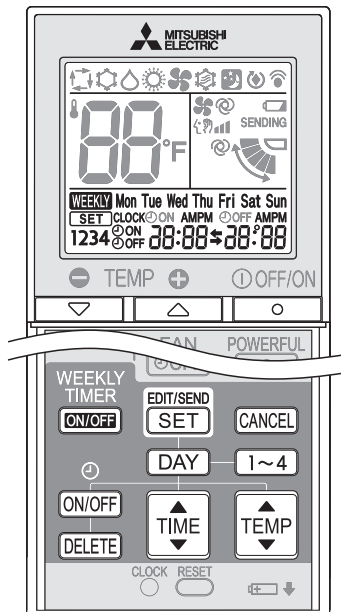 MITSUBISHI
ELECTRIC
88°F
SENDING
WEEKLY Mon Tue Wed Thu Fri Sat Sun
SET CLOCK ON AMPM OFF AMPM
1234 ON OFF 88:88 88:88
TEMP OFF/ON
WEEKLY
TIMER
POWERFUL
EDIT/SEND
ON/OFF SET CANCEL
DAY 1~4
ON/OFF TIME TEMP
DELETE
CLOCK RESET